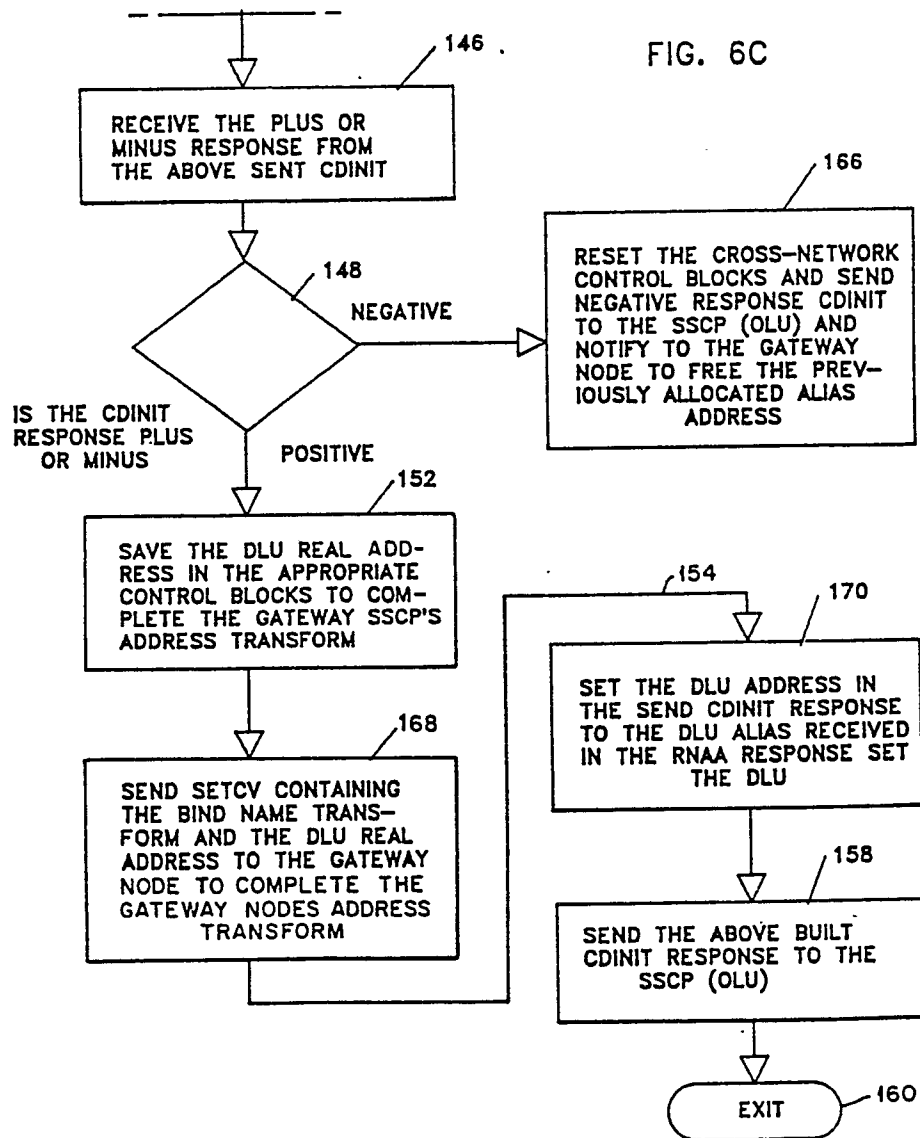 FIG. 6C
146
RECEIVE THE PLUS OR
MINUS RESPONSE FROM
THE ABOVE SENT CDINIT
148
NEGATIVE
IS THE CDINIT
RESPONSE PLUS
OR MINUS
POSITIVE
166
RESET THE CROSS-NETWORK
CONTROL BLOCKS AND SEND
NEGATIVE RESPONSE CDINIT
TO THE SSCP (OLU) AND
NOTIFY TO THE GATEWAY
NODE TO FREE THE PREV-
IOUSLY ALLOCATED ALIAS
ADDRESS
152
SAVE THE DLU REAL AD-
DRESS IN THE APPROPRIATE
CONTROL BLOCKS TO COM-
PLETE THE GATEWAY SSCP'S
ADDRESS TRANSFORM
168
SEND SETCV CONTAINING
THE BIND NAME TRANS-
FORM AND THE DLU REAL
ADDRESS TO THE GATEWAY
NODE TO COMPLETE THE
GATEWAY NODES ADDRESS
TRANSFORM
154
170
SET THE DLU ADDRESS IN
THE SEND CDINIT RESPONSE
TO THE DLU ALIAS RECEIVED
IN THE RNAA RESPONSE SET
THE DLU
158
SEND THE ABOVE BUILT
CDINIT RESPONSE TO THE
SSCP (OLU)
EXIT
160